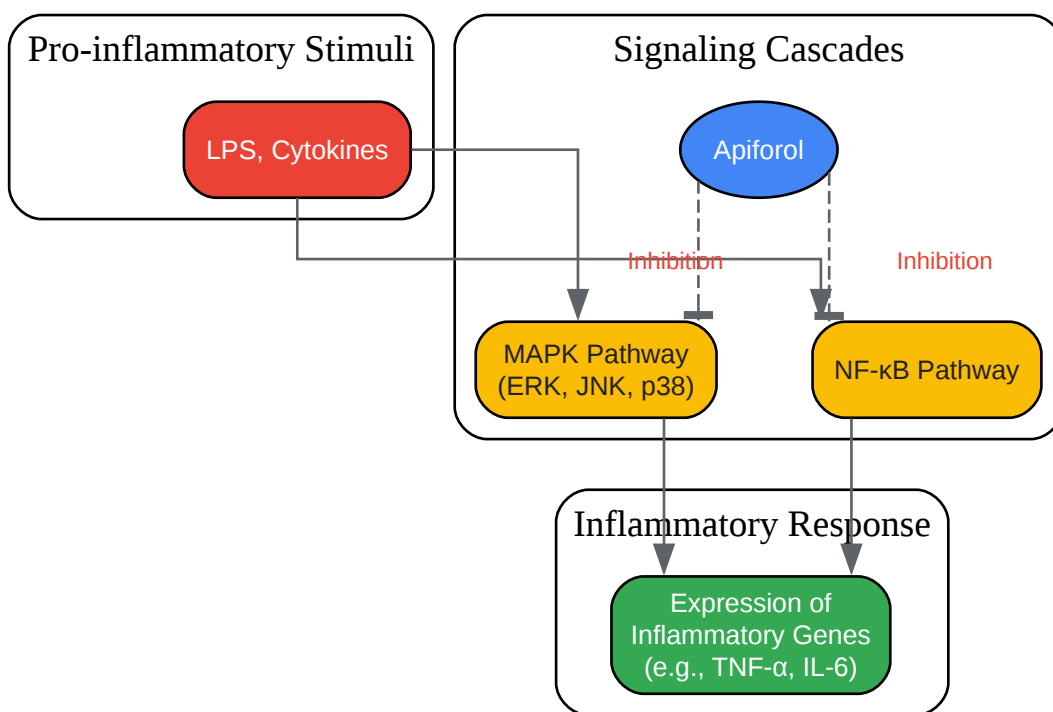 Pro-inflammatory Stimuli
Signaling Cascades
LPS, Cytokines
Apiforol
Inhibition
Inhibition
MAPK Pathway
(ERK, JNK, p38)
NF-κB Pathway
Inflammatory Response
Expression of
Inflammatory Genes
(e.g., TNF-α, IL-6)